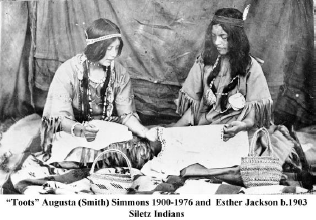 “Toots” Augusta (Smith) Simmons 1900-1976 and Esther Jackson b.1903
Siletz Indians